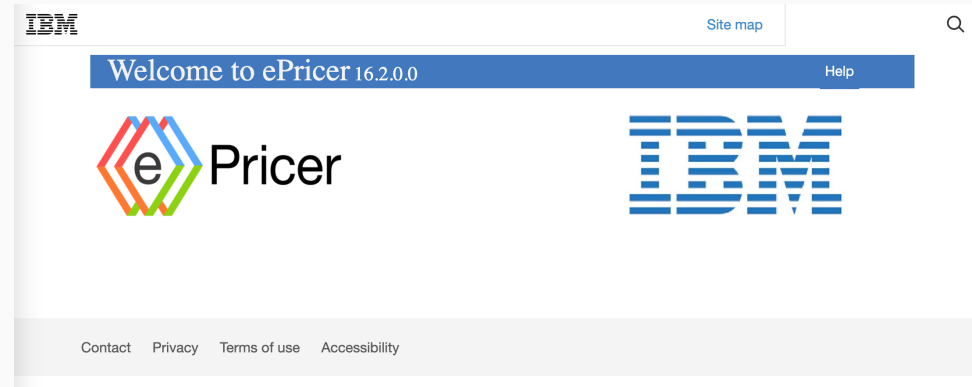 IBM Site map
Welcome to ePricer 16.2.0.0 Help
e Pricer IBM
Contact Privacy Terms of use Accessibility